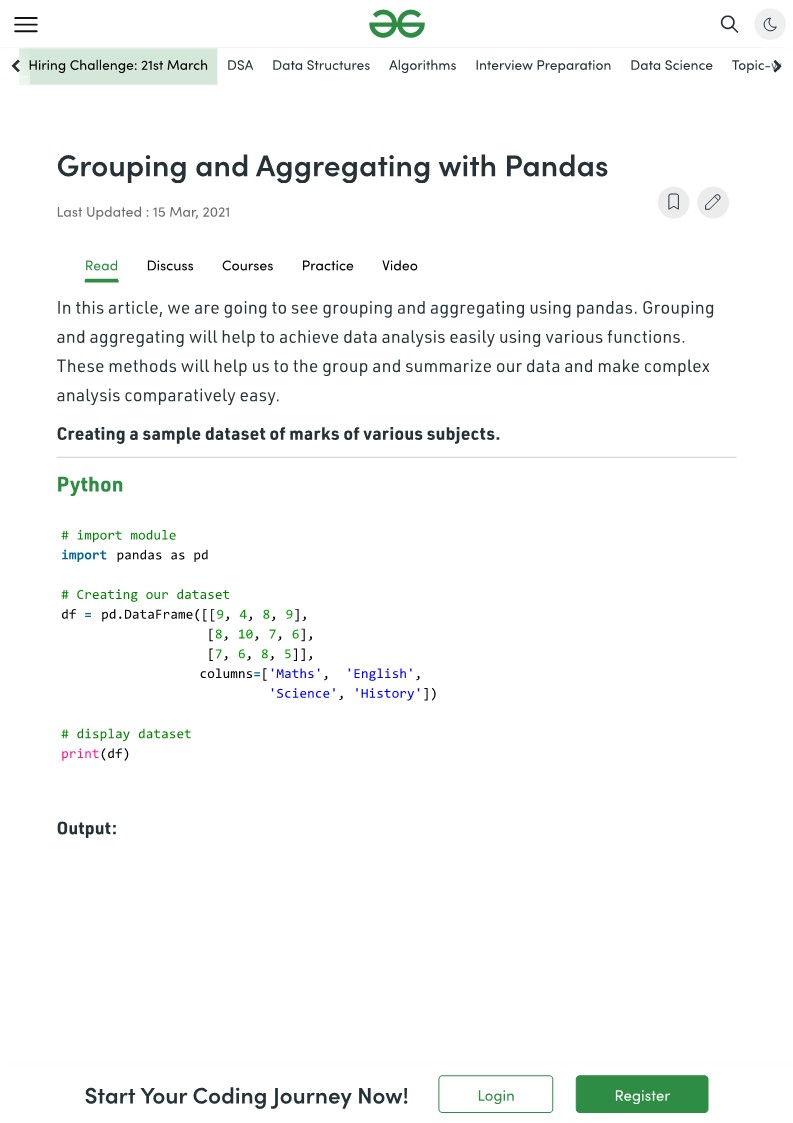 Hiring Challenge: 21st March DSA Data Structures Algorithms Interview Preparation Data Science
Grouping and Aggregating with Pandas
Last Updated : 15 Mar, 2021
Read Discuss Courses Practice Video
In this article, we are going to see grouping and aggregating using pandas. Grouping
and aggregating will help to achieve data analysis easily using various functions.
These methods will help us to the group and summarize our data and make complex
analysis comparatively easy.
Creating a sample dataset of marks of various subjects.
Python
# import module
import pandas as pd
# Creating our dataset
df = pd.DataFrame([[9, 4, 8, 9],
[8, 10, 7, 6],
[7, 6, 8, 5]],
columns=['Maths',  'English',
'Science', 'History'])
# display dataset
print(df)
Output:
Start Your Coding Journey Now! Login Register